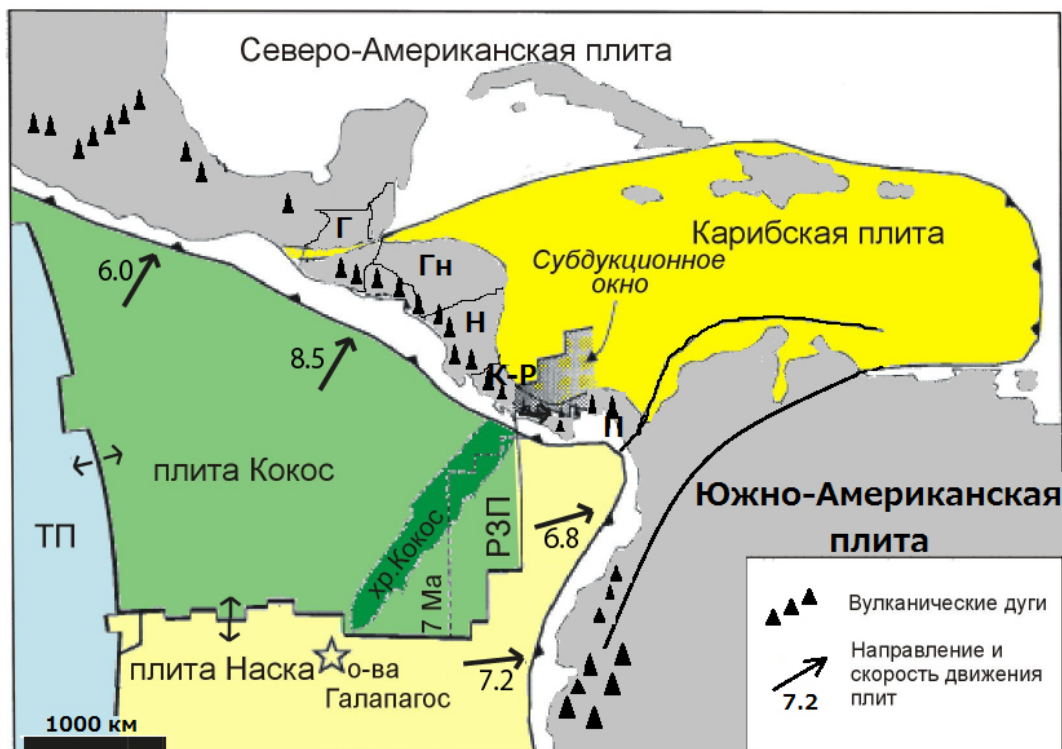 Северо-Американская плита
Г
Гн
Карибская плита
Субдукционное
окно
6.0
Н
8.5
К-Р
П
плита Кокос
хр.Кокос
7 Ma
РЗП
6.8
ТП
Южно-Американская
плита
плита Наска
о-ва
Галапагос
7.2
1000 км
Вулканические дуги
Направление и
скорость движения
плит
7.2